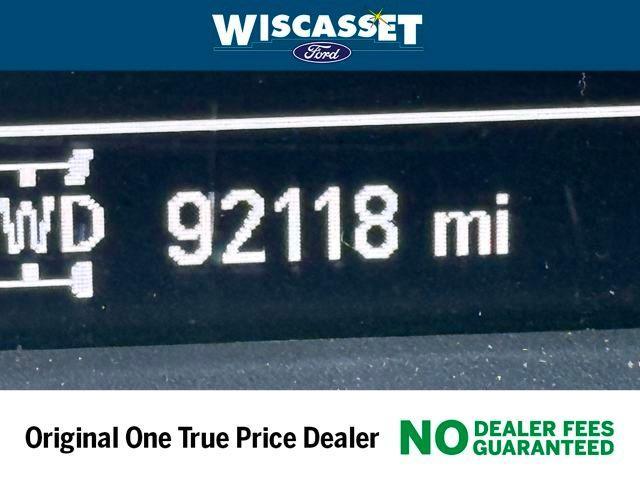 WISCASSET
Ford
WD 92118 mi
Original One True Price Dealer
NO DEALER FEES
GUARANTEED